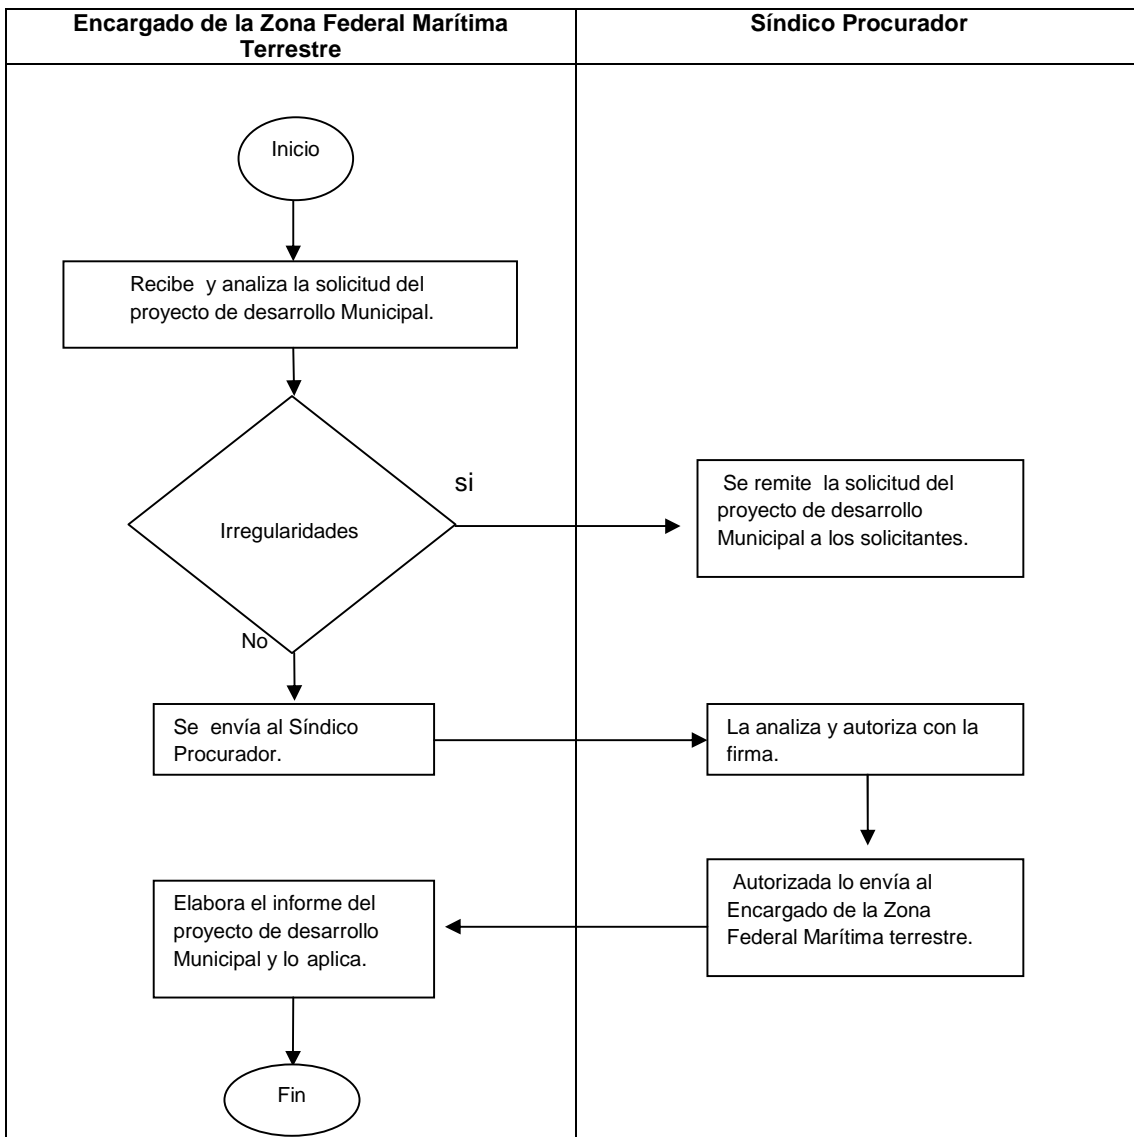 Encargado de la Zona Federal Marítima
Terrestre
Síndico Procurador
Inicio
Recibe y analiza la solicitud del
proyecto de desarrollo Municipal.
Irregularidades
si
Se remite la solicitud del
proyecto de desarrollo
Municipal a los solicitantes.
No
Se envía al Síndico
Procurador.
La analiza y autoriza con la
firma.
Autorizada lo envía al
Encargado de la Zona
Federal Marítima terrestre.
Elabora el informe del
proyecto de desarrollo
Municipal y lo aplica.
Fin